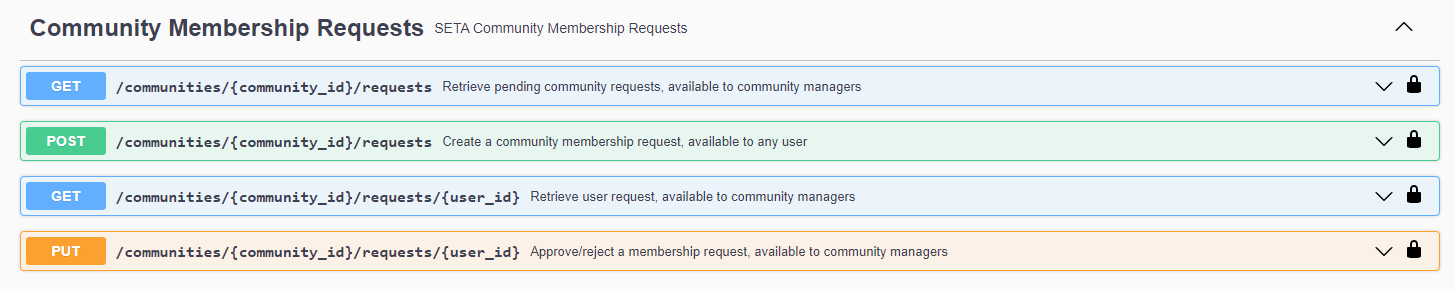 Community Membership Requests SETA Community Membership Requests
GET /communities/{community_id}/requests Retrieve pending community requests, available to community managers
POST /communities/{community_id}/requests Create a community membership request, available to any user
GET /communities/{community_id}/requests/{user_id} Retrieve user request, available to community managers
PUT /communities/{community_id}/requests/{user_id} Approve/reject a membership request, available to community managers